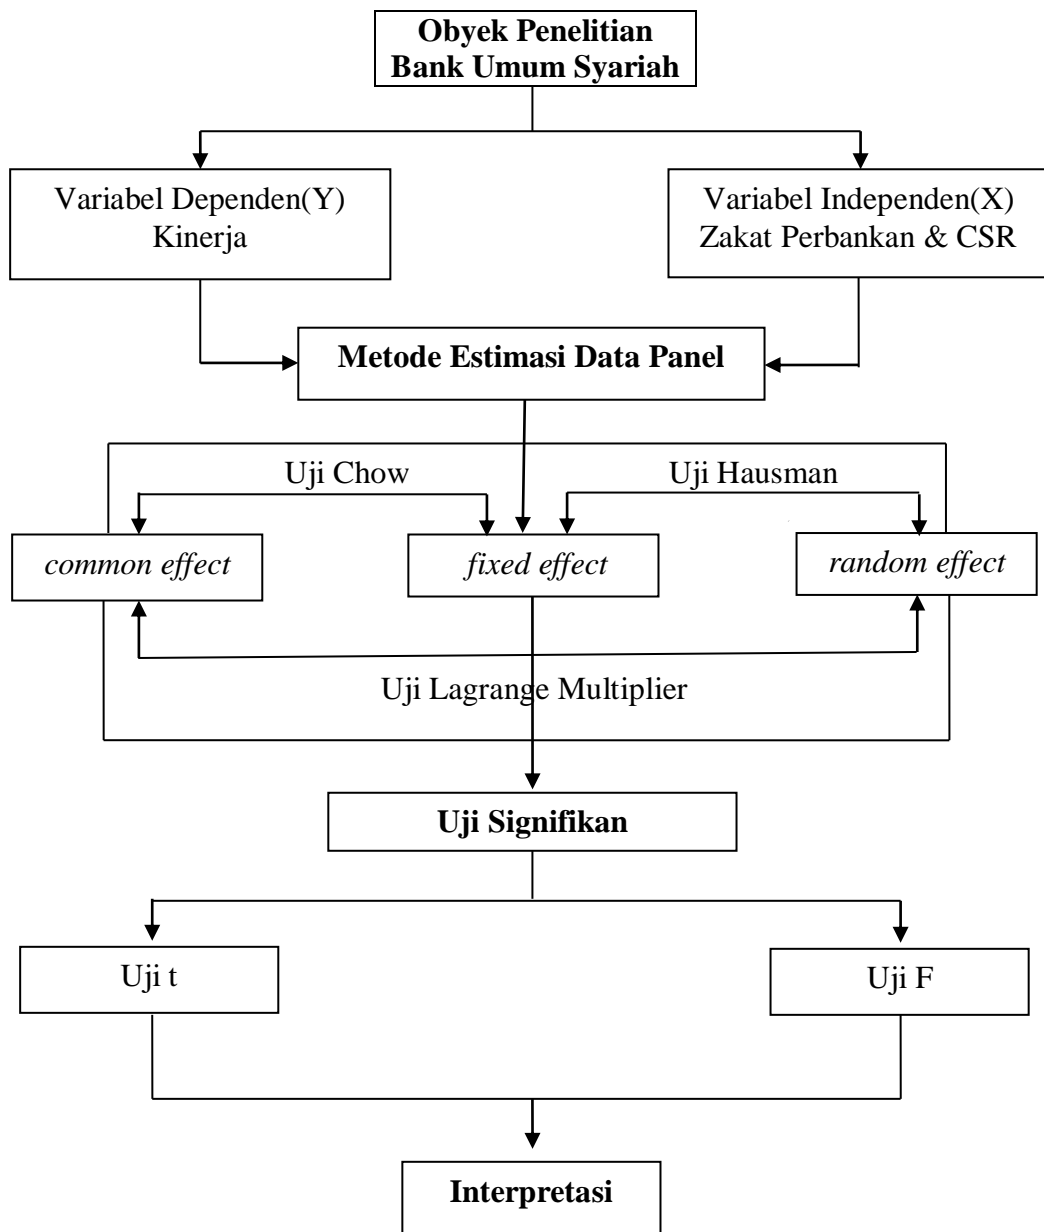 Obyek Penelitian
Bank Umum Syariah
Variabel Dependen(Y)
Kinerja
Variabel Independen(X)
Zakat Perbankan & CSR
Metode Estimasi Data Panel
Uji Chow
Uji Hausman
common effect
fixed effect
random effect
Uji Lagrange Multiplier
Uji Signifikan
Uji t
Uji F
Interpretasi